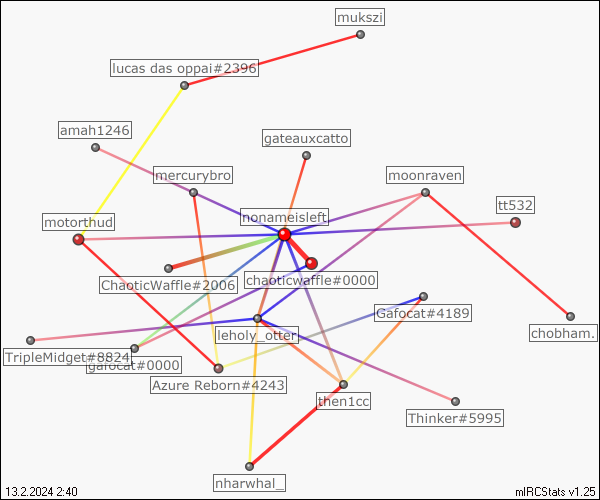 mukszi
lucas das oppai#2396
amah1246
gateauxcatto
mercurybro
moonraven
tt532
nonameisleft
motorthud
chaoticwaffle#0000
ChaoticWaffle#2006
Gafocat#4189
chobham.
leholy_otter
TripleMidget#8824
gafocat#0000
Azure Reborn#4243
then1cc
Thinker#5995
nharwhal_
13.2.2024 2:40
mIRCStats v1.25